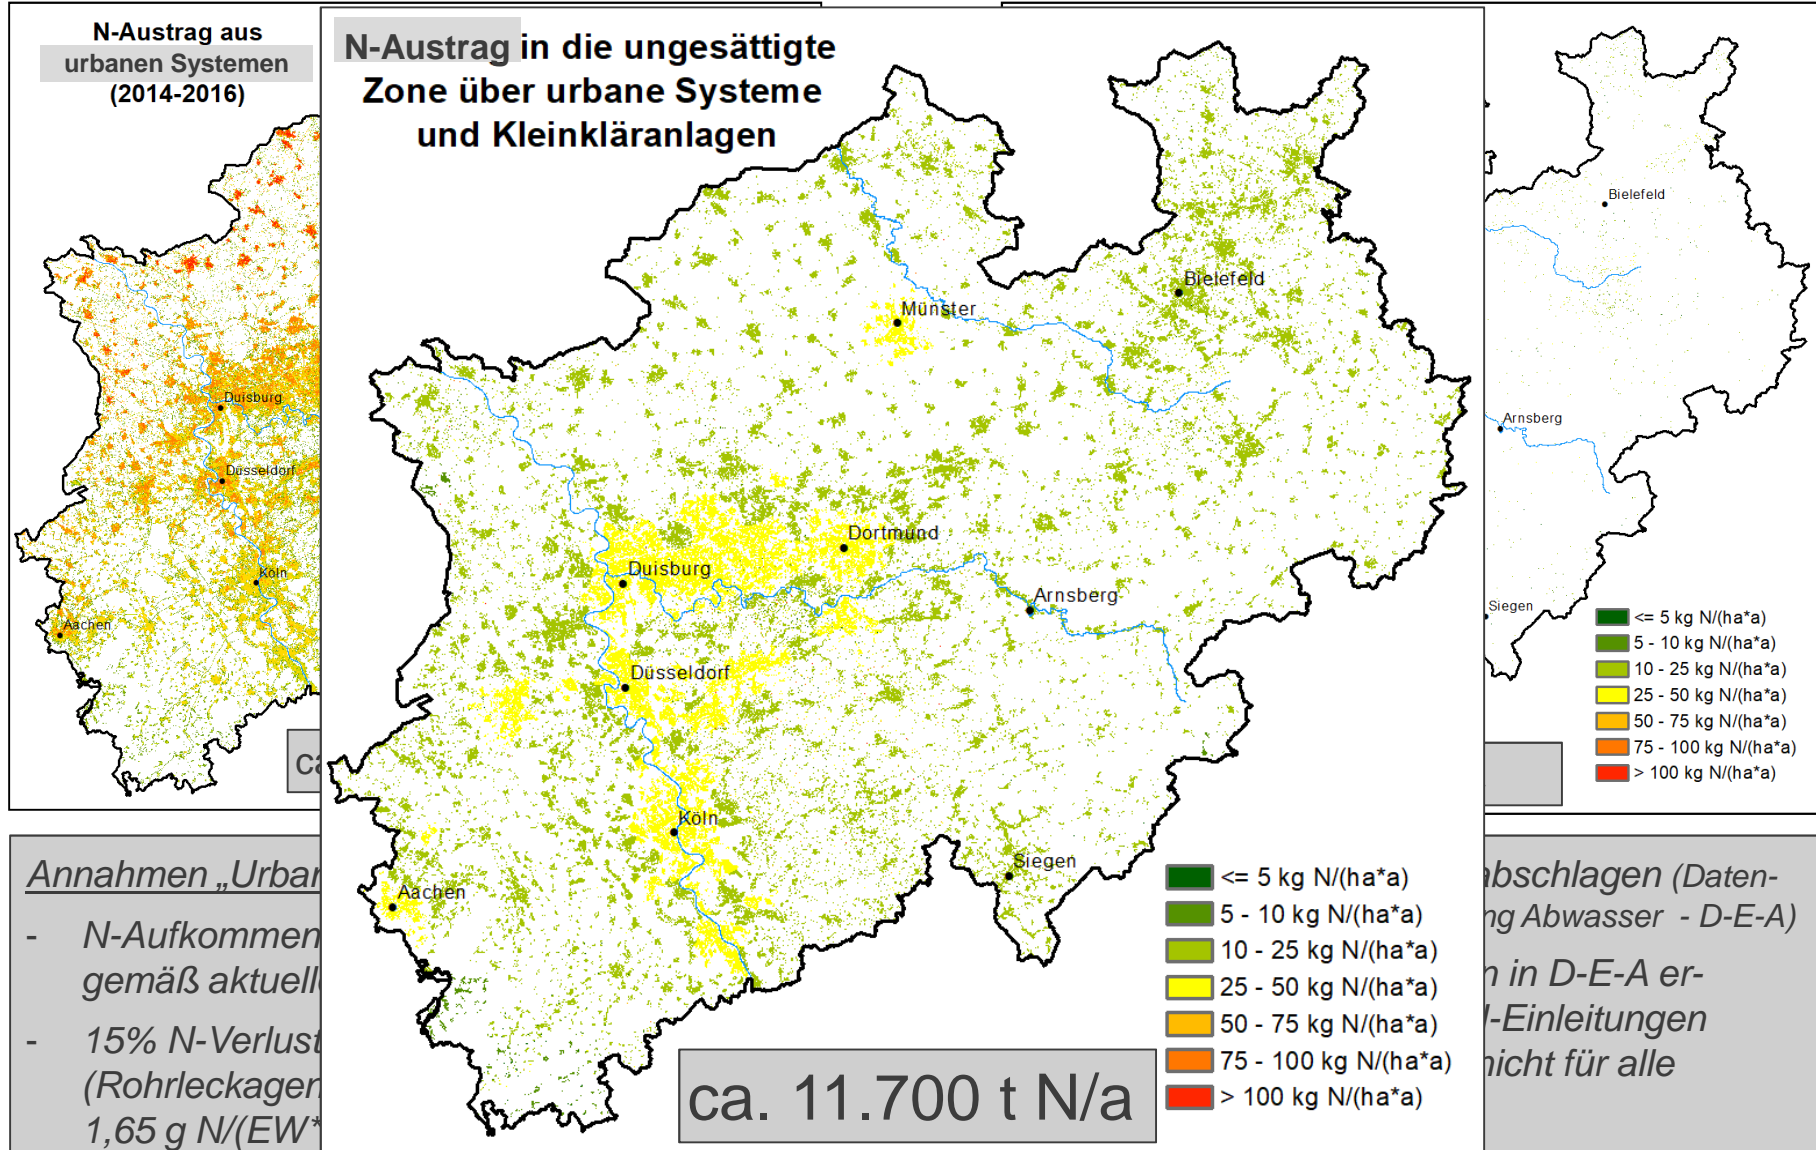 N-Austrag aus
urbanen Systemen
(2014-2016)
Duisburg
Düsseldorf
Köln
Aachen
N-Austrag in die ungesättigte
Zone über urbane Systeme
und Kleinkläranlagen
Münster
Bielefeld
Dortmund
Duisburg
Arnsberg
Düsseldorf
Köln
Siegen
Aachen
<= 5 kg N/(ha*a)
5 - 10 kg N/(ha*a)
10 - 25 kg N/(ha*a)
25 - 50 kg N/(ha*a)
50 - 75 kg N/(ha*a)
75 - 100 kg N/(ha*a)
> 100 kg N/(ha*a)
ca. 11.700 t N/a
Bielefeld
Arnsberg
Siegen
<= 5 kg N/(ha*a)
5 - 10 kg N/(ha*a)
10 - 25 kg N/(ha*a)
25 - 50 kg N/(ha*a)
50 - 75 kg N/(ha*a)
75 - 100 kg N/(ha*a)
> 100 kg N/(ha*a)
Annahmen „Urban
- N-Aufkommen
gemäß aktuelle
- 15% N-Verlust
(Rohrleckagen
1,65 g N/(EW*
abschlagen (Daten-
ng Abwasser - D-E-A)
n in D-E-A er-
-Einleitungen
nicht für alle